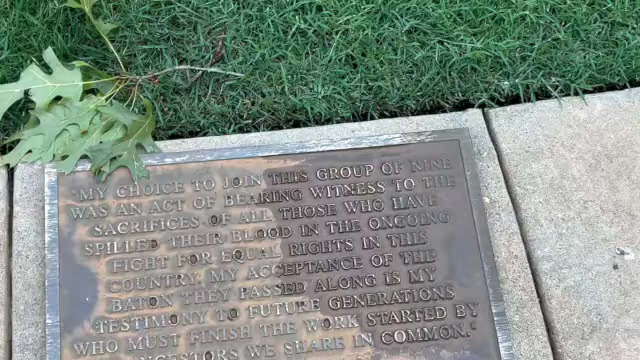 "MY CHOICE TO JOIN THIS GROUP OF NINE
WAS AN ACT OF BEARING WITNESS TO THE
SACRIFICES OF ALL THOSE WHO HAVE
SPILLED THEIR BLOOD IN THE ONGOING
FIGHT FOR EQUAL RIGHTS IN THIS
COUNTRY. MY ACCEPTANCE OF THE
BATON THEY PASSED ALONG IS MY
TESTIMONY TO FUTURE GENERATIONS
WHO MUST FINISH THE WORK STARTED BY
ANCESTORS WE SHARE IN COMMON."